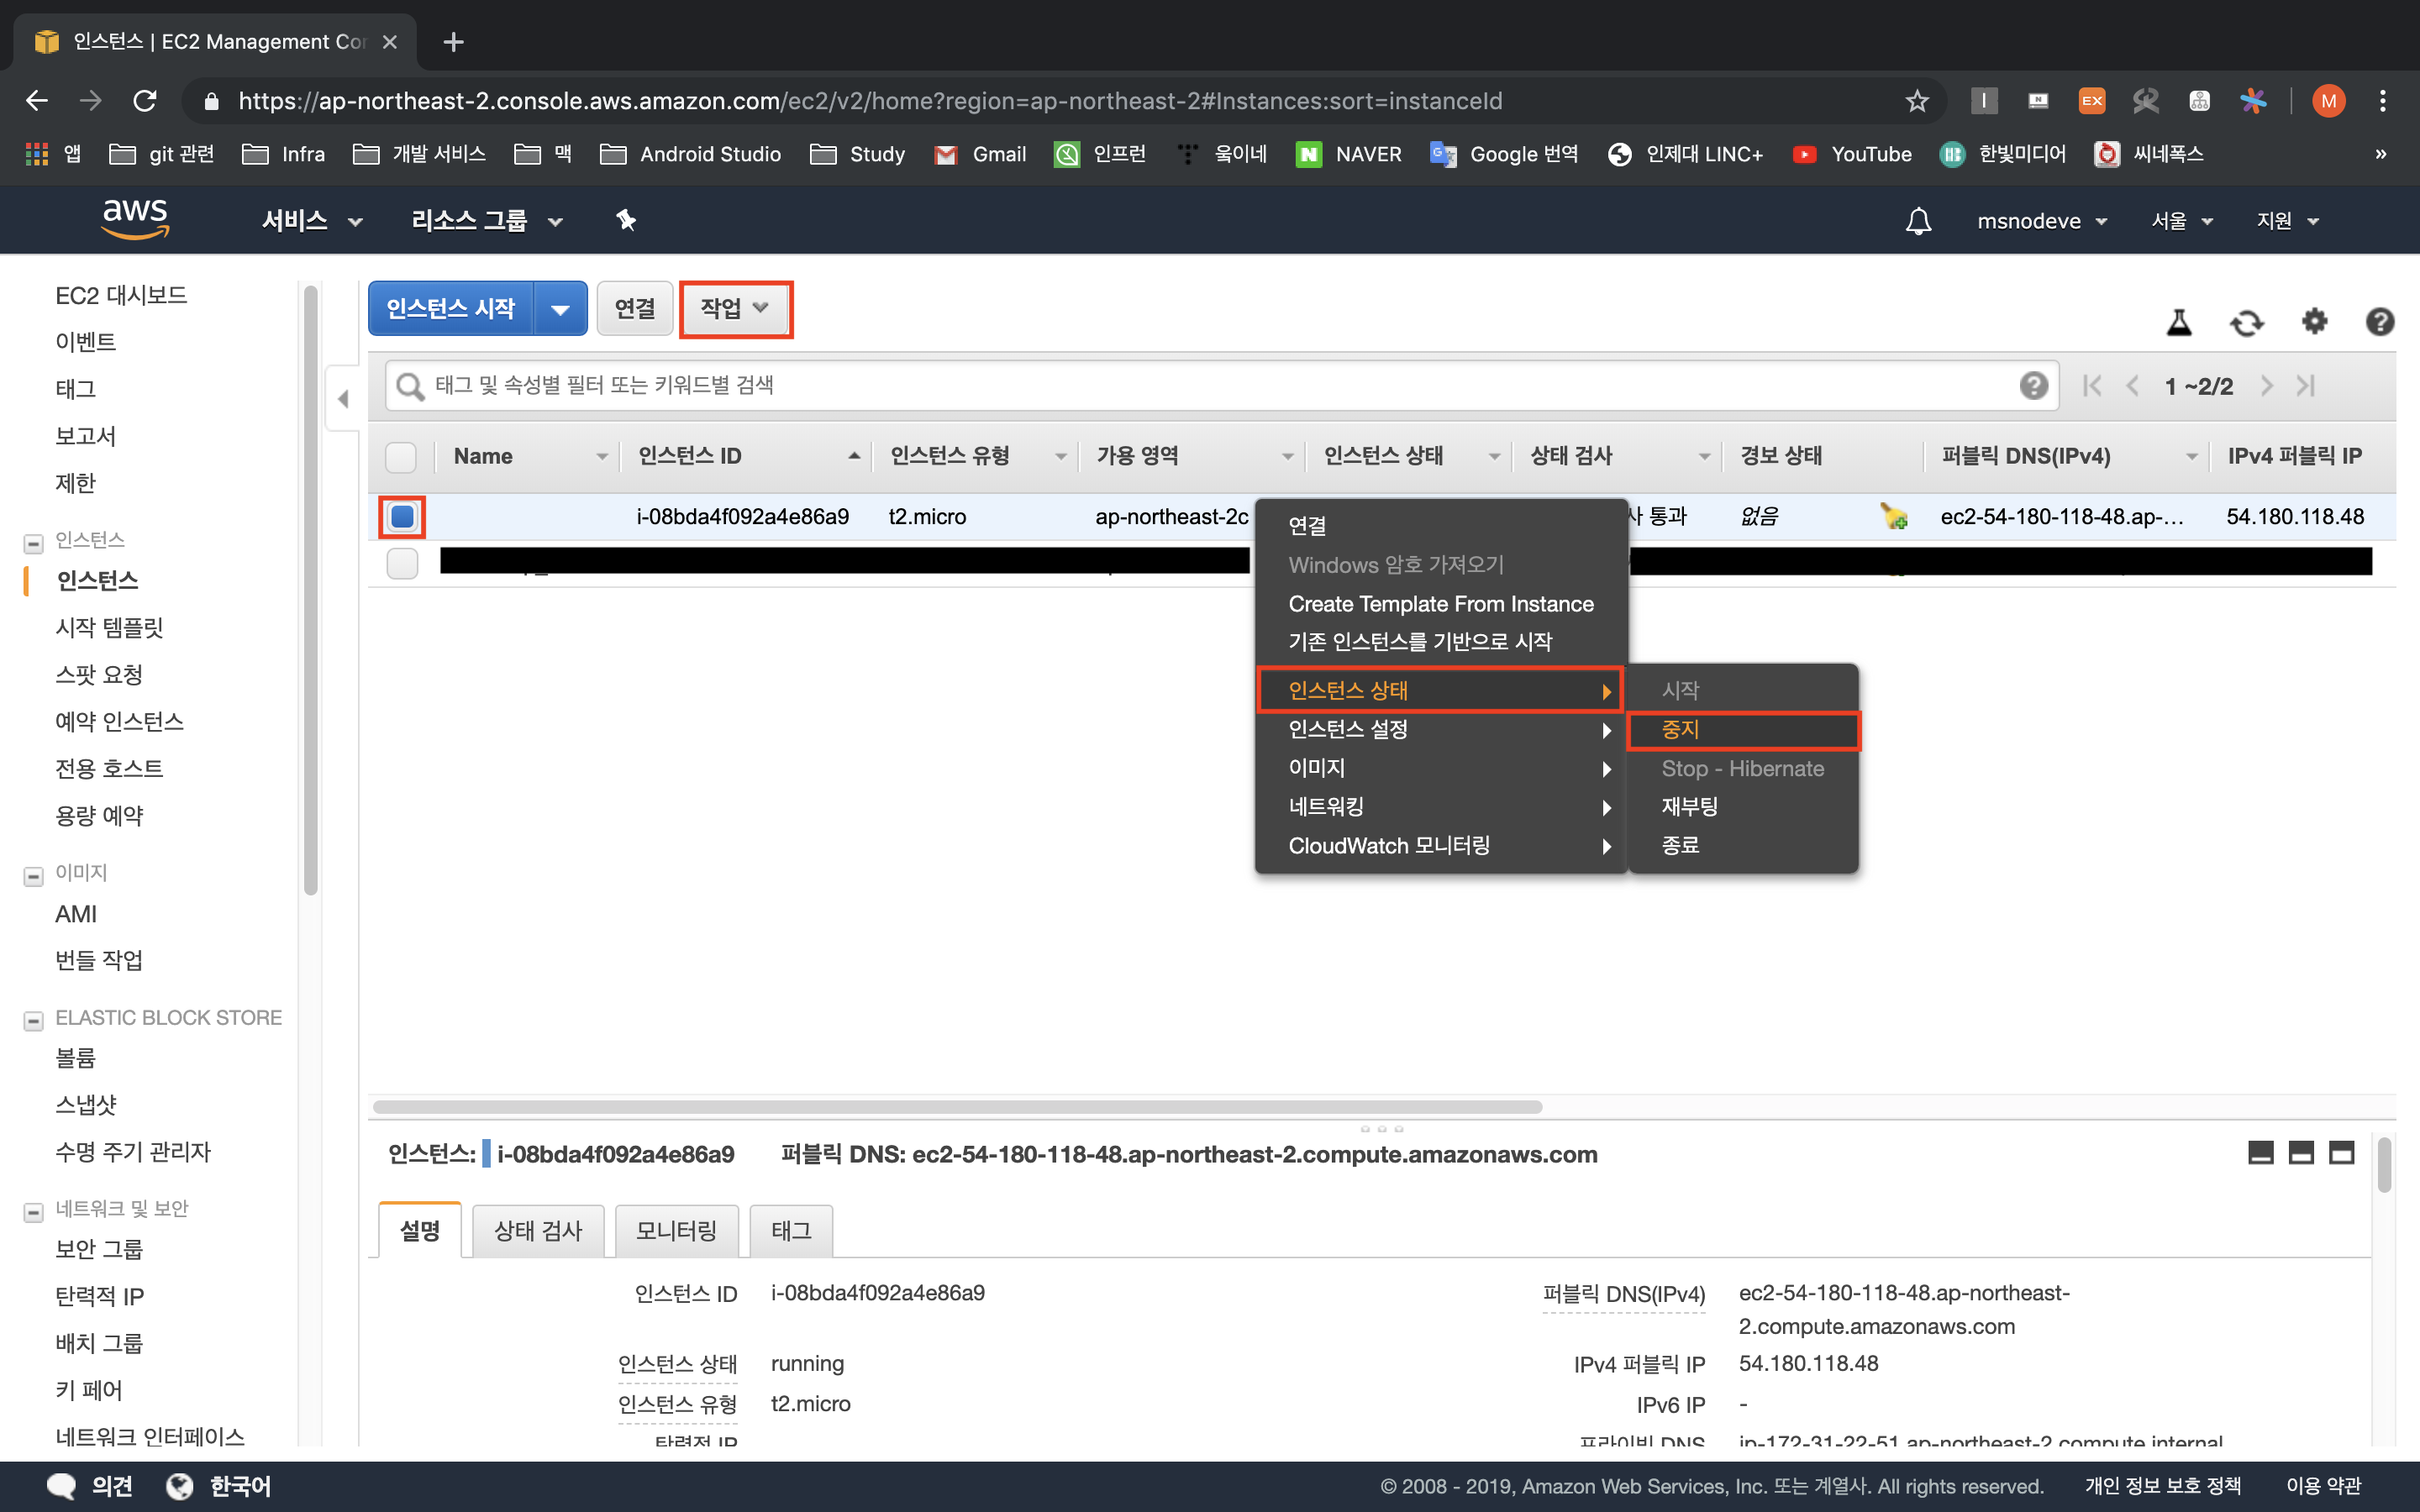 인스턴스 | EC2 Management Co
https://ap-northeast-2.console.aws.amazon.com/ec2/v2/home?region=ap-northeast-2#Instances:sort=instanceId
EX
M
앱 git 관련 Infra 개발 서비스 맥 Android Studio Study Gmail 인프런 욱이네 NAVER Google 번역 인제대 LINC+ YouTube 한빛미디어 씨네폭스 »
aws 서비스 리소스 그룹 msnodeve 서울 지원
EC2 대시보드
이벤트
태그
보고서
제한
인스턴스
인스턴스
시작 템플릿
스팟 요청
예약 인스턴스
전용 호스트
용량 예약
이미지
AMI
번들 작업
ELASTIC BLOCK STORE
볼륨
스냅샷
수명 주기 관리자
네트워크 및 보안
보안 그룹
탄력적 IP
배치 그룹
키 페어
네트워크 인터페이스
인스턴스 시작 연결 작업
태그 및 속성별 필터 또는 키워드별 검색 1 ~2/2
Name 인스턴스 ID 인스턴스 유형 가용 영역 인스턴스 상태 상태 검사 경보 상태 퍼블릭 DNS(IPv4) IPv4 퍼블릭 IP
i-08bda4f092a4e86a9 t2.micro ap-northeast-2c 통과 없음 ec2-54-180-118-48.ap-... 54.180.118.48
연결
Windows 암호 가져오기
Create Template From Instance
기존 인스턴스를 기반으로 시작
인스턴스 상태
인스턴스 설정
이미지
네트워킹
CloudWatch 모니터링
시작
중지
Stop - Hibernate
재부팅
종료
인스턴스: i-08bda4f092a4e86a9 퍼블릭 DNS: ec2-54-180-118-48.ap-northeast-2.compute.amazonaws.com
설명 상태 검사 모니터링 태그
인스턴스 ID i-08bda4f092a4e86a9
인스턴스 상태 running
인스턴스 유형 t2.micro
탄력적 IP
퍼블릭 DNS(IPv4) ec2-54-180-118-48.ap-northeast-
2.compute.amazonaws.com
IPv4 퍼블릭 IP 54.180.118.48
IPv6 IP -
프라이빗 DNS ip-172-31-22-51.ap-northeast-2.compute.internal
의견 한국어 © 2008 - 2019, Amazon Web Services, Inc. 또는 계열사. All rights reserved. 개인 정보 보호 정책 이용 약관